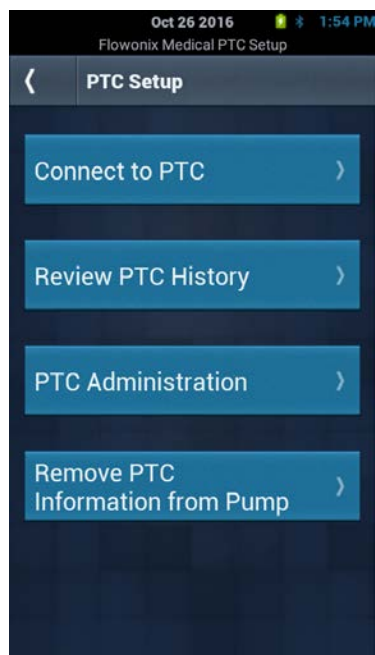 Oct 26 2016 1:54 PM
Flowonix Medical PTC Setup
PTC Setup
Connect to PTC
Review PTC History
PTC Administration
Remove PTC
Information from Pump